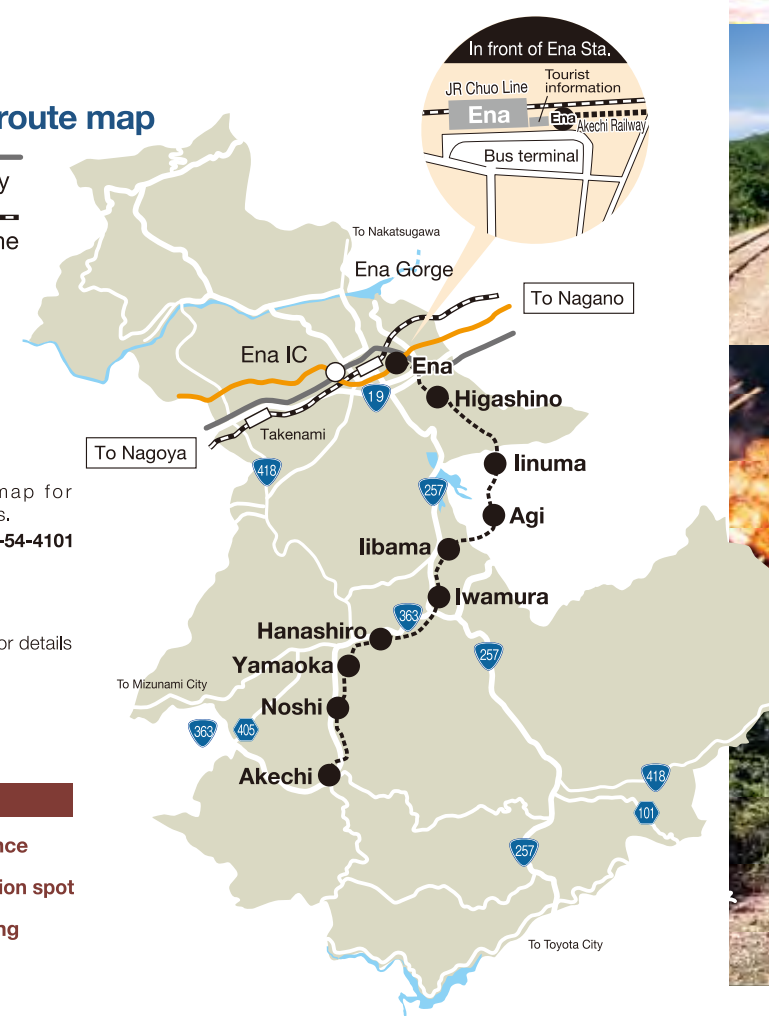 In front of Ena Sta.
Tourist
information
JR Chuo Line
Ena
Ena
Akechi Railway
Bus terminal
route map
To Nakatsugawa
Ena Gorge
To Nagano
Ena IC
Ena
19
Higashino
Takenami
To Nagoya
418
Iinuma
257
map for
s.
Agi
-54-4101
Iibama
Iwamura
363
Hanashiro
or details
257
Yamaoka
To Mizunami City
Noshi
363
405
Akechi
418
101
nce
257
ion spot
ng
To Toyota City